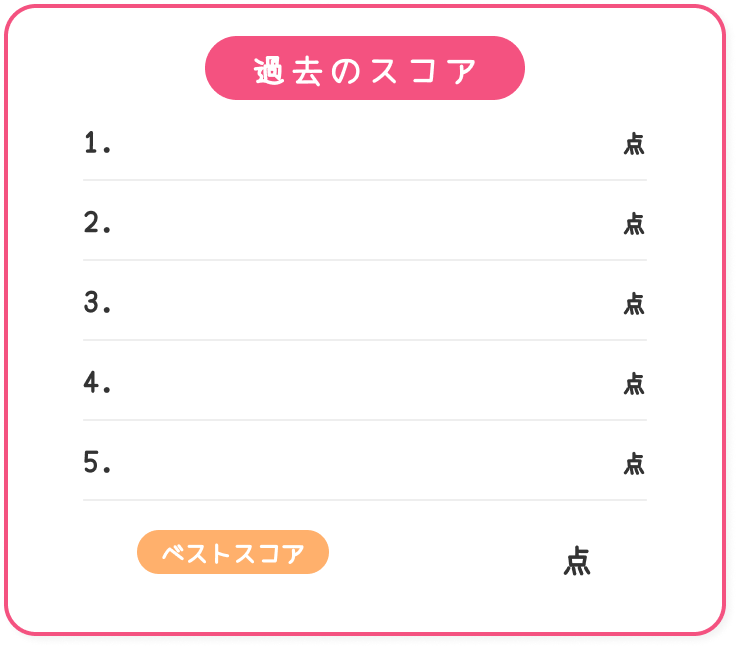 過去のスコア
1. 点
2. 点
3. 点
4. 点
5. 点
ベストスコア 点